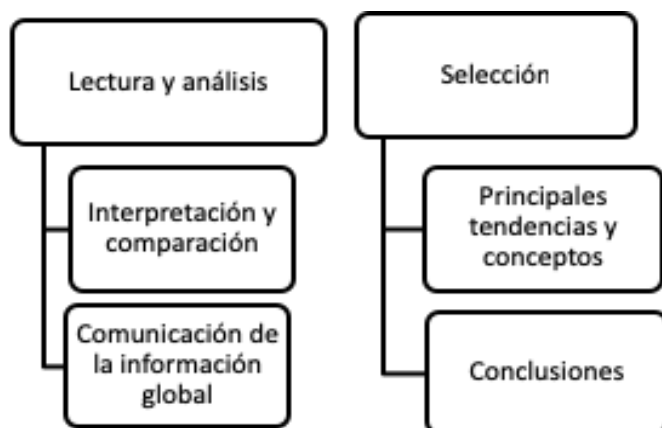 Lectura y análisis
Interpretación y
comparación
Comunicación de
la información
global
Selección
Principales
tendencias y
conceptos
Conclusiones